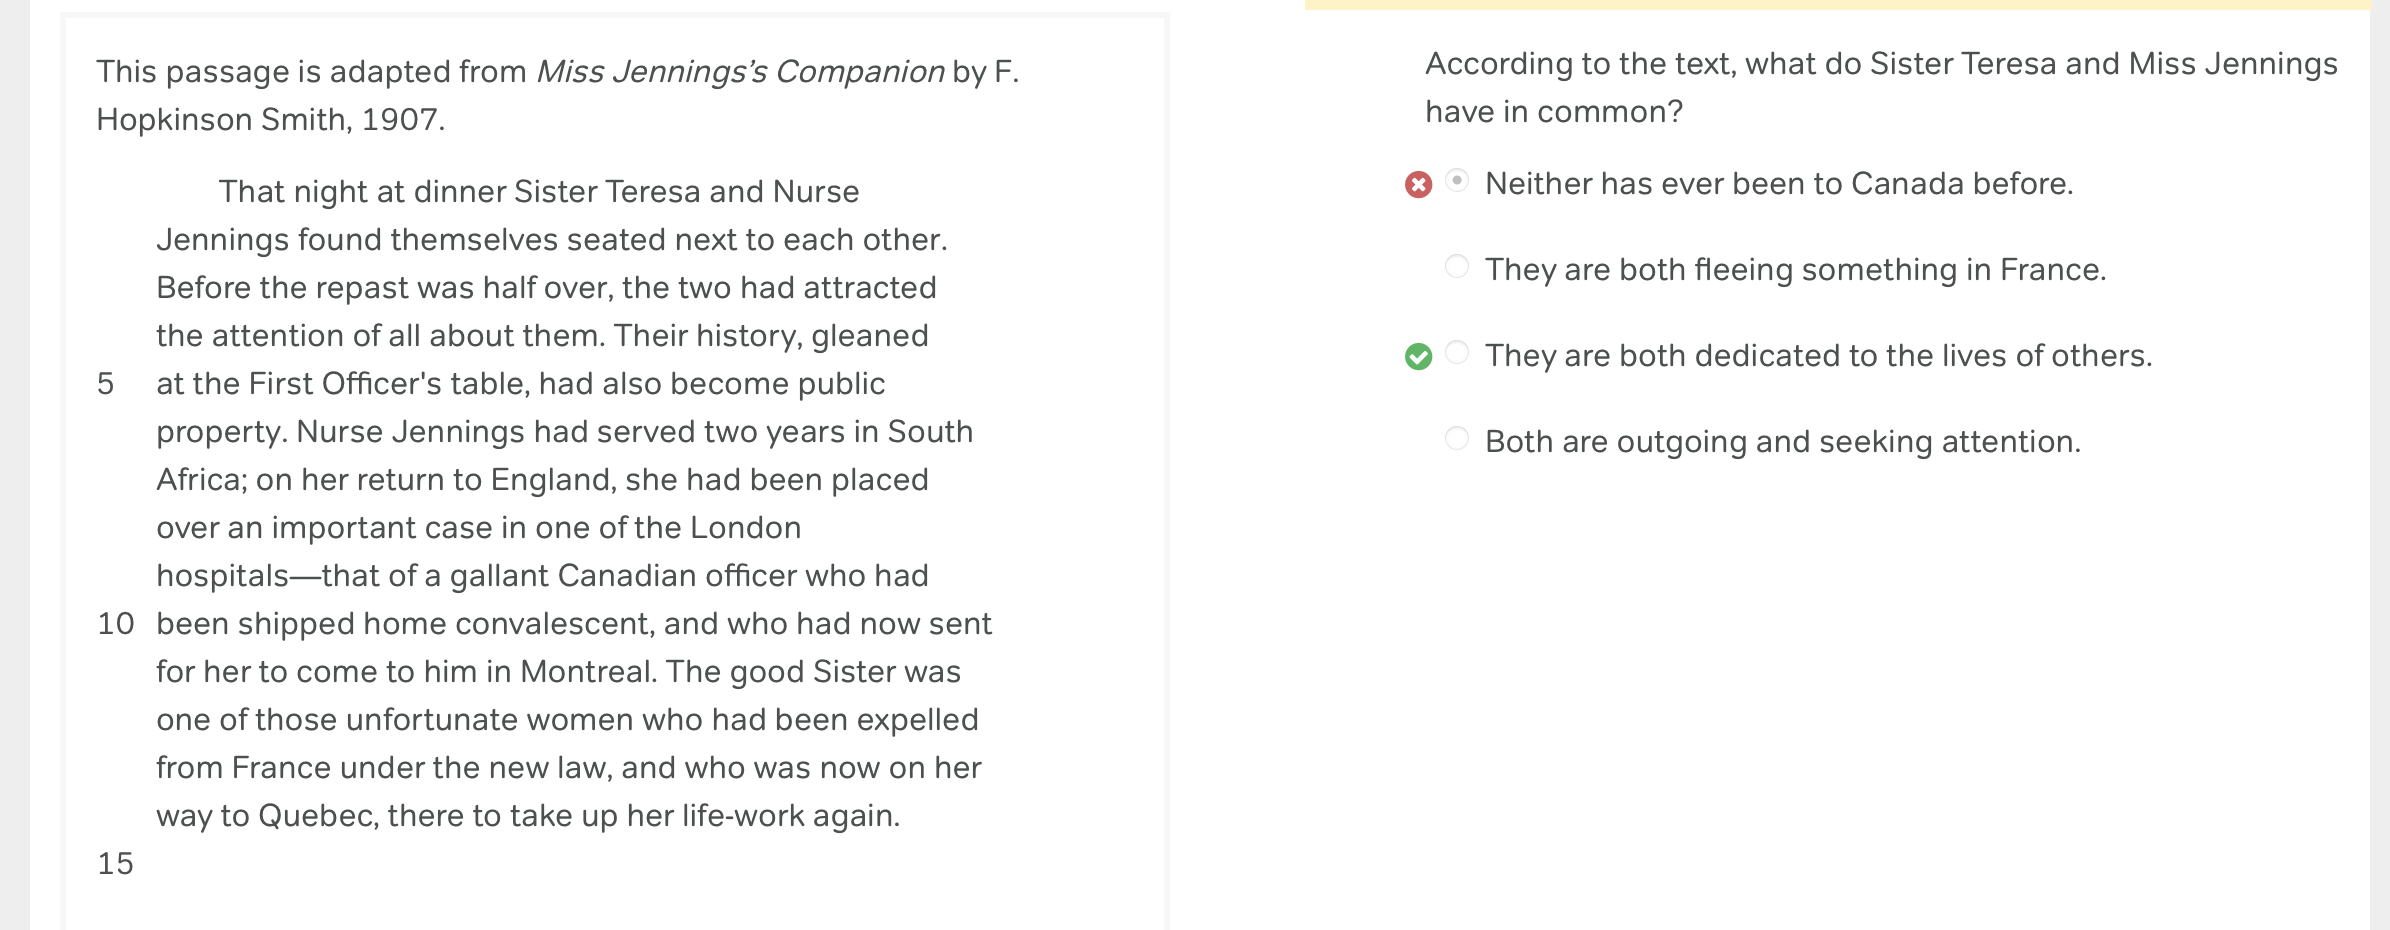 This passage is adapted from Miss Jennings’s Companion by F.
Hopkinson Smith, 1907.
That night at dinner Sister Teresa and Nurse
Jennings found themselves seated next to each other.
Before the repast was half over, the two had attracted
the attention of all about them. Their history, gleaned
5 at the First Officer's table, had also become public
property. Nurse Jennings had served two years in South
Africa; on her return to England, she had been placed
over an important case in one of the London
hospitals—that of a gallant Canadian officer who had
10 been shipped home convalescent, and who had now sent
for her to come to him in Montreal. The good Sister was
one of those unfortunate women who had been expelled
from France under the new law, and who was now on her
way to Quebec, there to take up her life-work again.
15
According to the text, what do Sister Teresa and Miss Jennings
have in common?
Neither has ever been to Canada before.
They are both fleeing something in France.
They are both dedicated to the lives of others.
Both are outgoing and seeking attention.